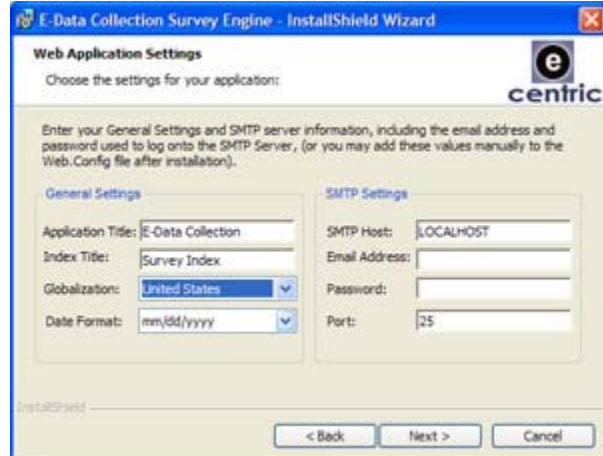 E-Data Collection Survey Engine - InstallShield Wizard
Web Application Settings
Choose the settings for your application:
e
centric
Enter your General Settings and SMTP server information, including the email address and
password used to logg onto the SMTP Server, (or you may add these values manually to the
Web.Config file after installation).
General Settings
Application Title: E-Data Collection
Index Title: Survey Index
Globalization: United States
Date Format: mm/dd/yyyy
SMTP Settings
SMTP Host: LOCALHOST
Email Address:
Password:
Port: 25
InstallShield
< Back
Next >
Cancel